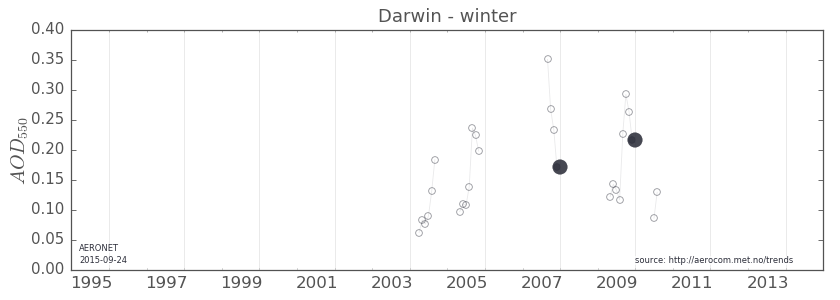 Darwin - winter
0.40
0.35
0.30
0.25
0.20
0.15
0.10
0.05
0.00
AOD550
AERONET
2015-09-24
source: http://aerocom.met.no/trends
1995 1997 1999 2001 2003 2005 2007 2009 2011 2013